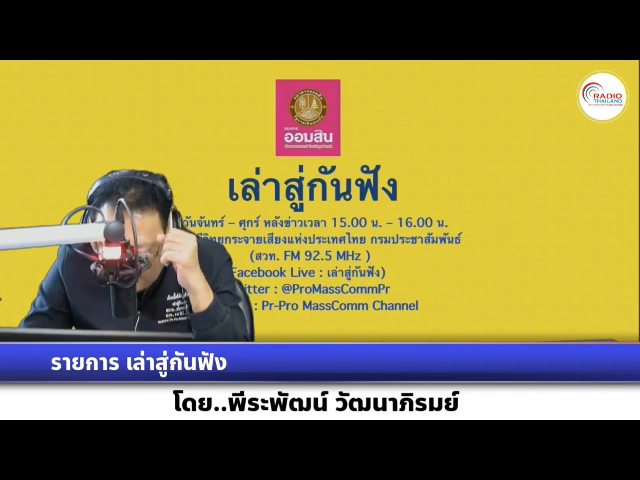 RADIO
THAILAND
ธนาคาร
ออมสิน
เล่าสู่กันฟัง
วันจันทร์ – ศุกร์ หลังข่าวเวลา 15.00 น. – 16.00 น.
วิทยุกระจายเสียงแห่งประเทศไทย กรมประชาสัมพันธ์
(สวท. FM 92.5 MHz )
Facebook Live : เล่าสู่กันฟัง)
itter : @ProMassCommPr
: Pr-Pro MassComm Channel
รายการ เล่าสู่กันฟัง
โดย..พีระพัฒน์ วัฒนาภิรมย์